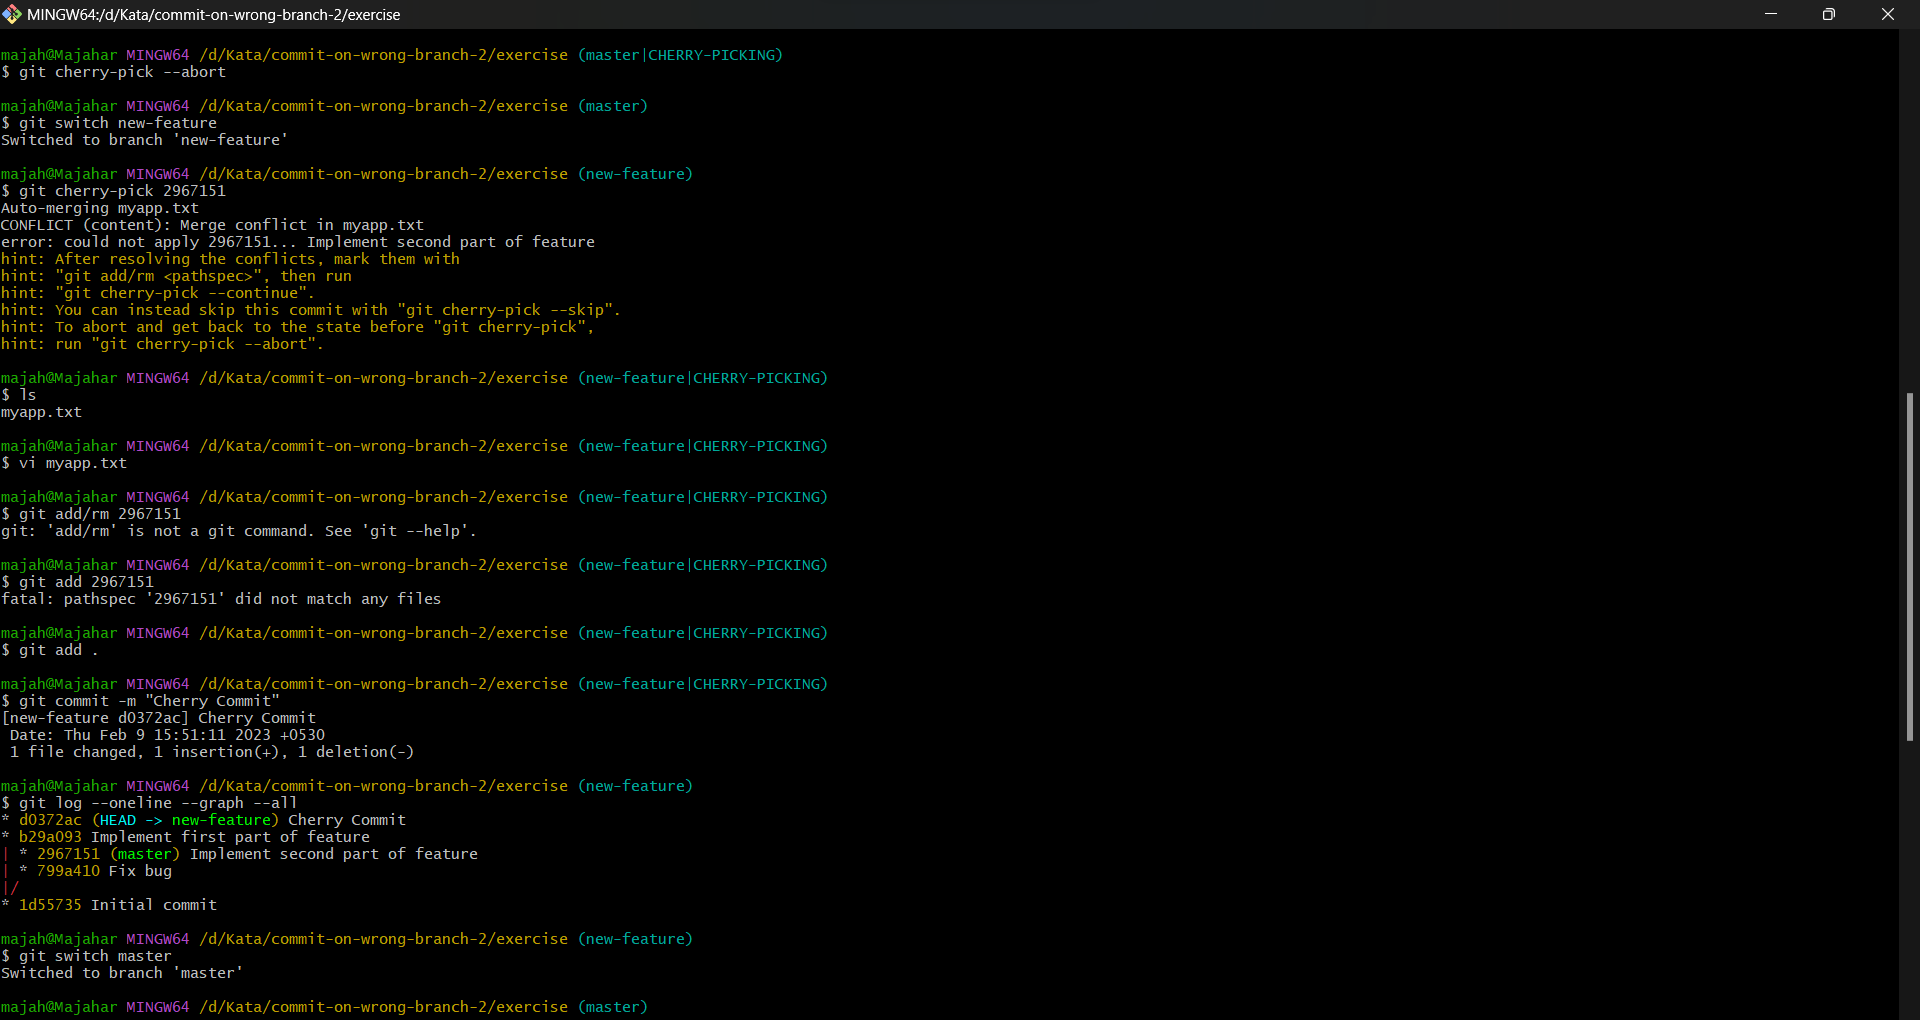 MINGW64:/d/Kata/commit-on-wrong-branch-2/exercise
majah@Majahar MINGW64 /d/Kata/commit-on-wrong-branch-2/exercise (master|CHERRY-PICKING)
$ git cherry-pick --abort
majah@Majahar MINGW64 /d/Kata/commit-on-wrong-branch-2/exercise (master)
$ git switch new-feature
Switched to branch 'new-feature'
majah@Majahar MINGW64 /d/Kata/commit-on-wrong-branch-2/exercise (new-feature)
$ git cherry-pick 2967151
Auto-merging myapp.txt
CONFLICT (content): Merge conflict in myapp.txt
error: could not apply 2967151... Implement second part of feature
hint: After resolving the conflicts, mark them with
hint: "git add/rm <pathspec>", then run
hint: "git cherry-pick --continue".
hint: You can instead skip this commit with "git cherry-pick --skip".
hint: To abort and get back to the state before "git cherry-pick",
hint: run "git cherry-pick --abort".
majah@Majahar MINGW64 /d/Kata/commit-on-wrong-branch-2/exercise (new-feature|CHERRY-PICKING)
$ ls
myapp.txt
majah@Majahar MINGW64 /d/Kata/commit-on-wrong-branch-2/exercise (new-feature|CHERRY-PICKING)
$ vi myapp.txt
majah@Majahar MINGW64 /d/Kata/commit-on-wrong-branch-2/exercise (new-feature|CHERRY-PICKING)
$ git add/rm 2967151
git: 'add/rm' is not a git command. See 'git --help'.
majah@Majahar MINGW64 /d/Kata/commit-on-wrong-branch-2/exercise (new-feature|CHERRY-PICKING)
$ git add 2967151
fatal: pathspec '2967151' did not match any files
majah@Majahar MINGW64 /d/Kata/commit-on-wrong-branch-2/exercise (new-feature|CHERRY-PICKING)
$ git add .
majah@Majahar MINGW64 /d/Kata/commit-on-wrong-branch-2/exercise (new-feature|CHERRY-PICKING)
$ git commit -m "Cherry Commit"
[new-feature d0372ac] Cherry Commit
 Date: Thu Feb 9 15:51:11 2023 +0530
 1 file changed, 1 insertion(+), 1 deletion(-)
majah@Majahar MINGW64 /d/Kata/commit-on-wrong-branch-2/exercise (new-feature)
$ git log --oneline --graph --all
* d0372ac (HEAD -> new-feature) Cherry Commit
* b29a093 Implement first part of feature
| * 2967151 (master) Implement second part of feature
| * 799a410 Fix bug
|/
* 1d55735 Initial commit
majah@Majahar MINGW64 /d/Kata/commit-on-wrong-branch-2/exercise (new-feature)
$ git switch master
Switched to branch 'master'
majah@Majahar MINGW64 /d/Kata/commit-on-wrong-branch-2/exercise (master)